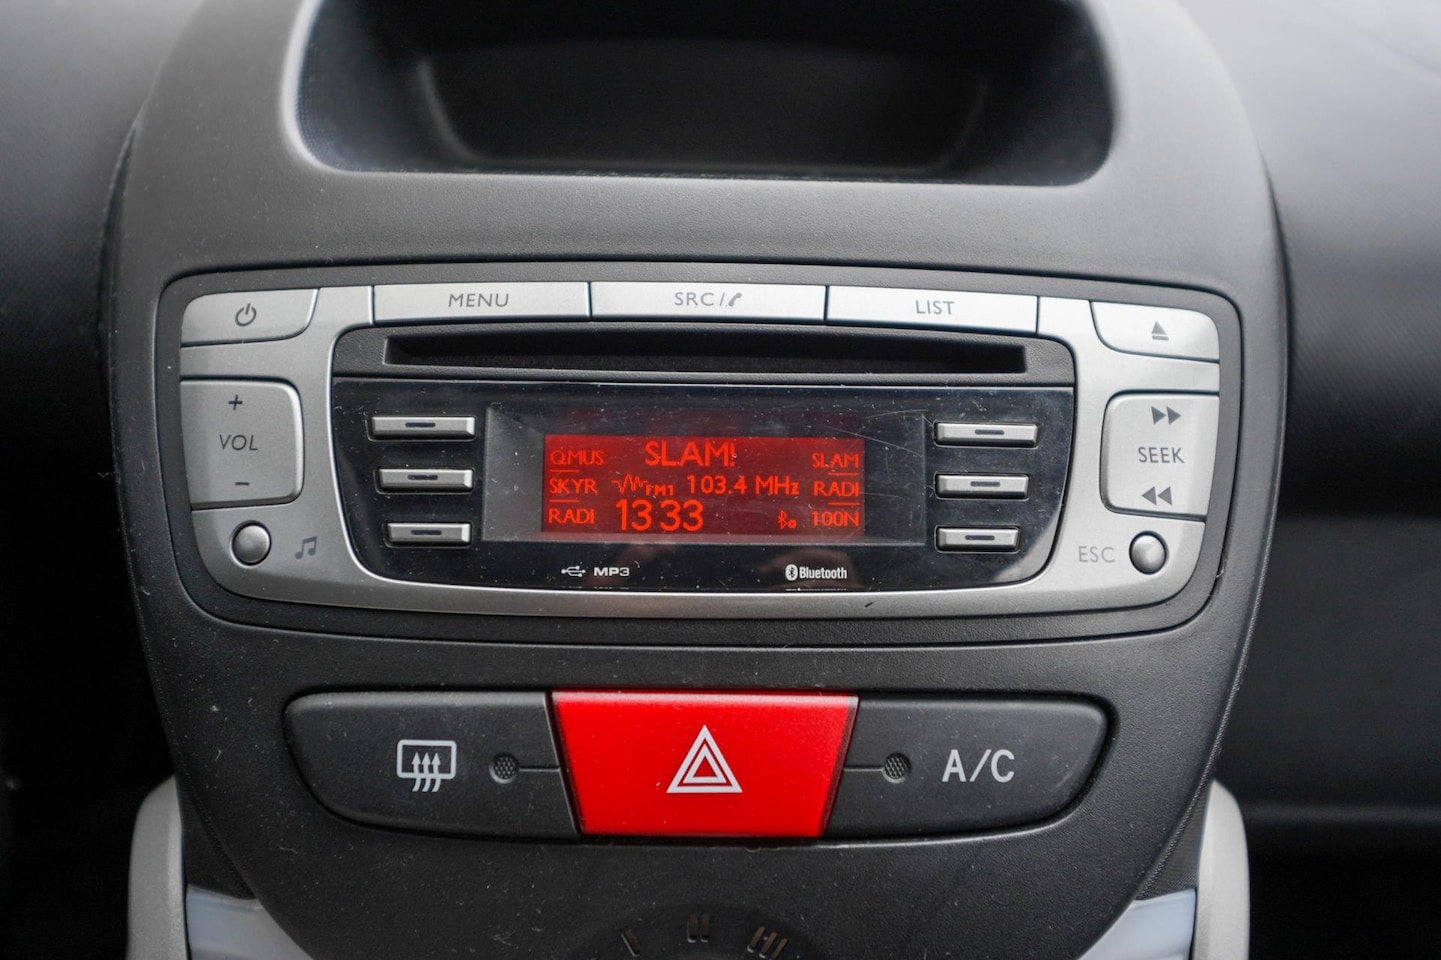 MENU SRC/ LIST
+
VOL
-
SEEK
ESC
QMUS SLAM! SLAM
SKYR FM1 103.4 MHz RADI
RADI 13 33 100N
MP3 Bluetooth
A/C